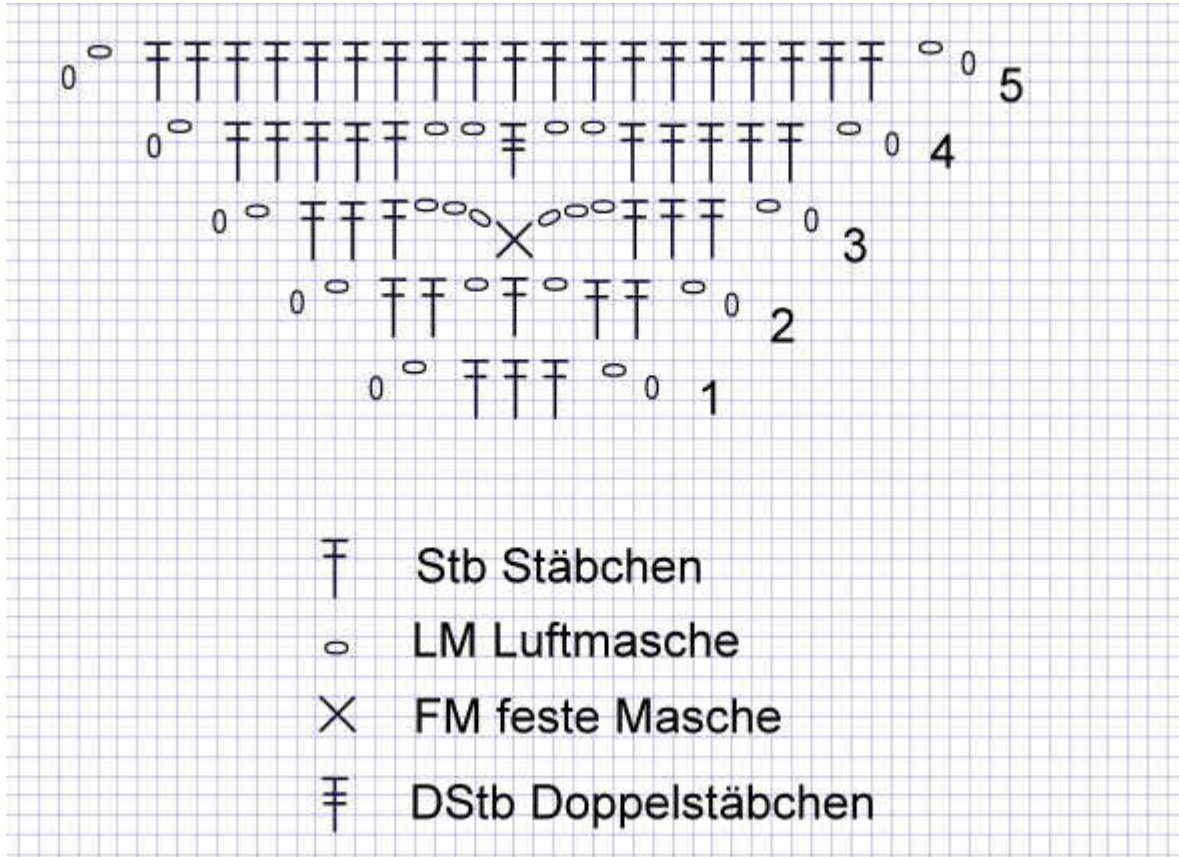 5
4
3
2
1
Stb Stäbchen
LM Luftmasche
FM feste Masche
DStb Doppelstäbchen